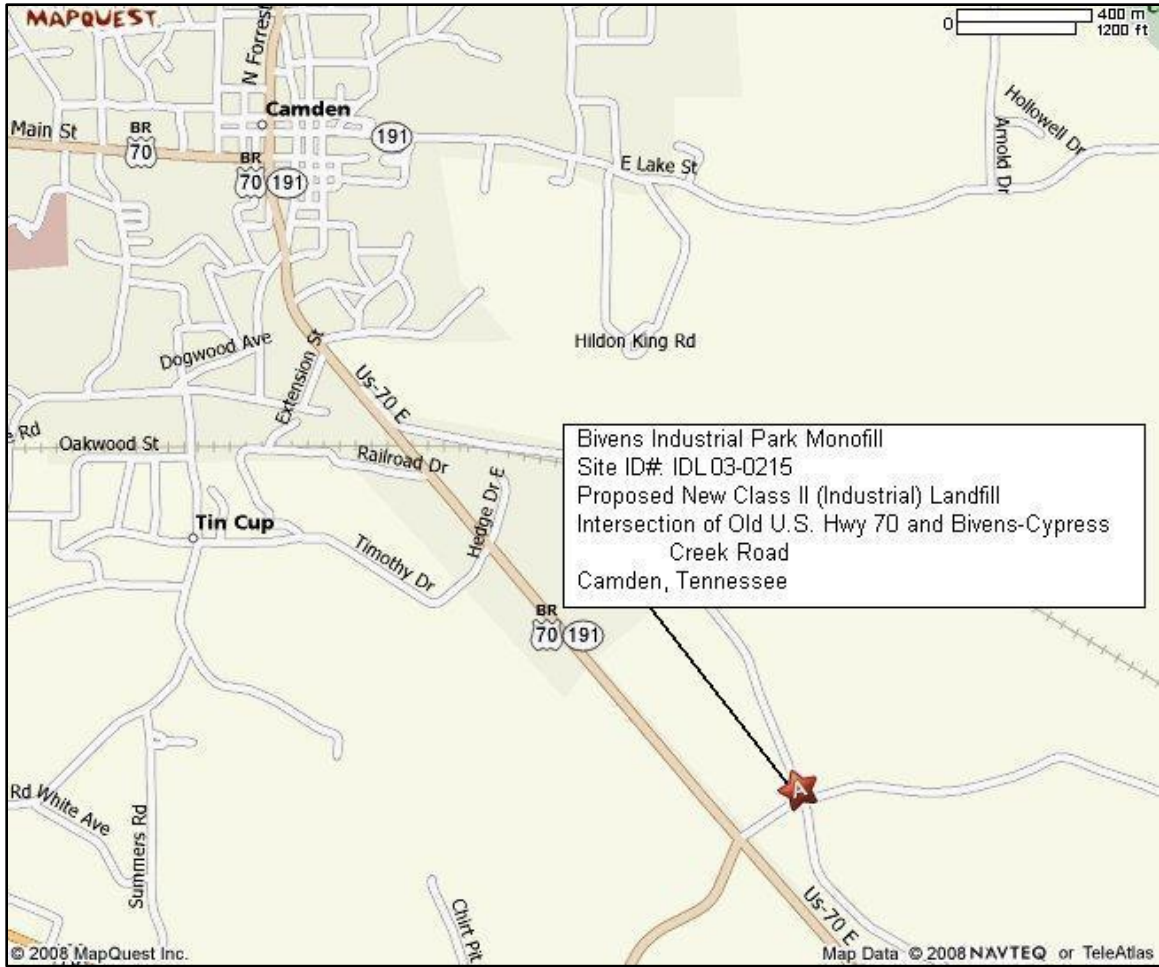 MAPQUEST
0 400 m
1200 ft
N Forrest
Camden
Main St
BR
70
191
BR
70 191
E Lake St
Arnold Dr
Hollowell Dr
Hildon King Rd
Dogwood Ave
Extension St
Us-70 E
e Rd
Oakwood St
Railroad Dr
Hedge Dr E
Tin Cup
Timothy Dr
Bivens Industrial Park Monofill
Site ID#: IDL 03-0215
Proposed New Class II (Industrial) Landfill
Intersection of Old U.S. Hwy 70 and Bivens-Cypress
Creek Road
Camden, Tennessee
BR
70 191
A
Rd White Ave
Summers Rd
Chirt Pit
Us-70 E
© 2008 MapQuest Inc.
Map Data © 2008 NAVTEQ or TeleAtlas